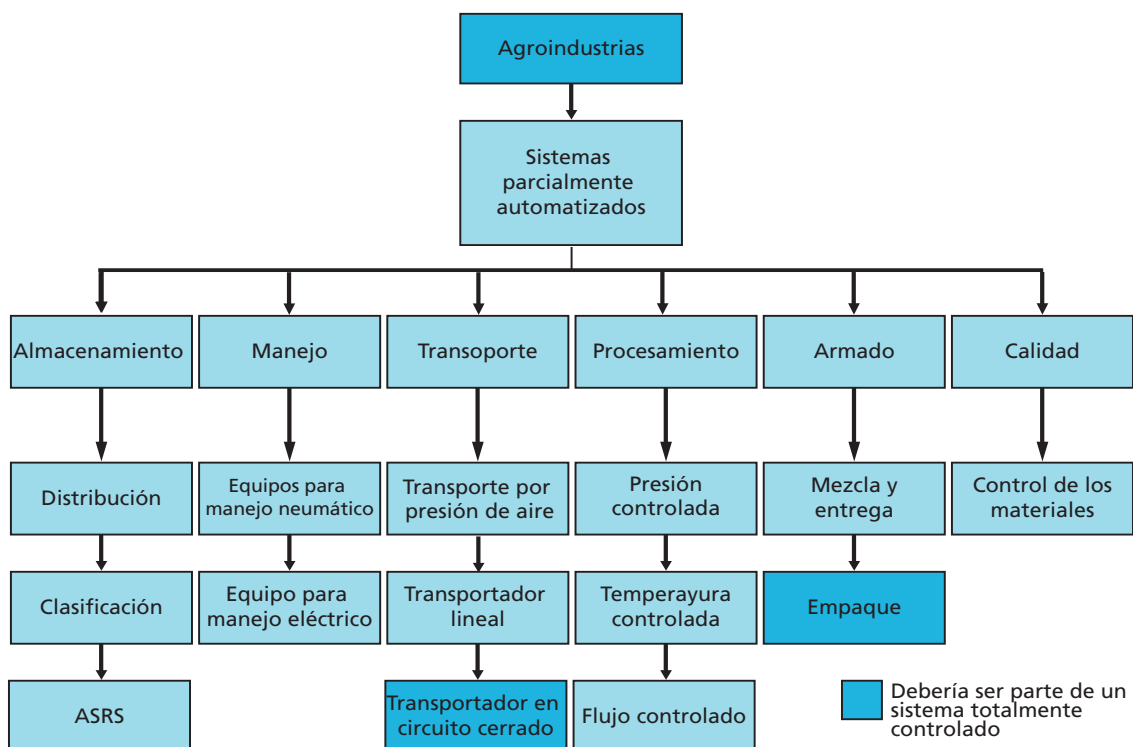 Agroindustrias
Sistemas
parcialmente
automatizados
Almacenamiento
Manejo
Transoporte
Procesamiento
Armado
Calidad
Distribución
Equipos para
manejo neumático
Transporte por
presión de aire
Presión
controlada
Mezcla y
entrega
Control de los
materiales
Clasificación
Equipo para
manejo eléctrico
Transportador
lineal
Temperayura
controlada
Empaque
ASRS
Transportador en
circuito cerrado
Flujo controlado
Debería ser parte de un
sistema totalmente
controlado